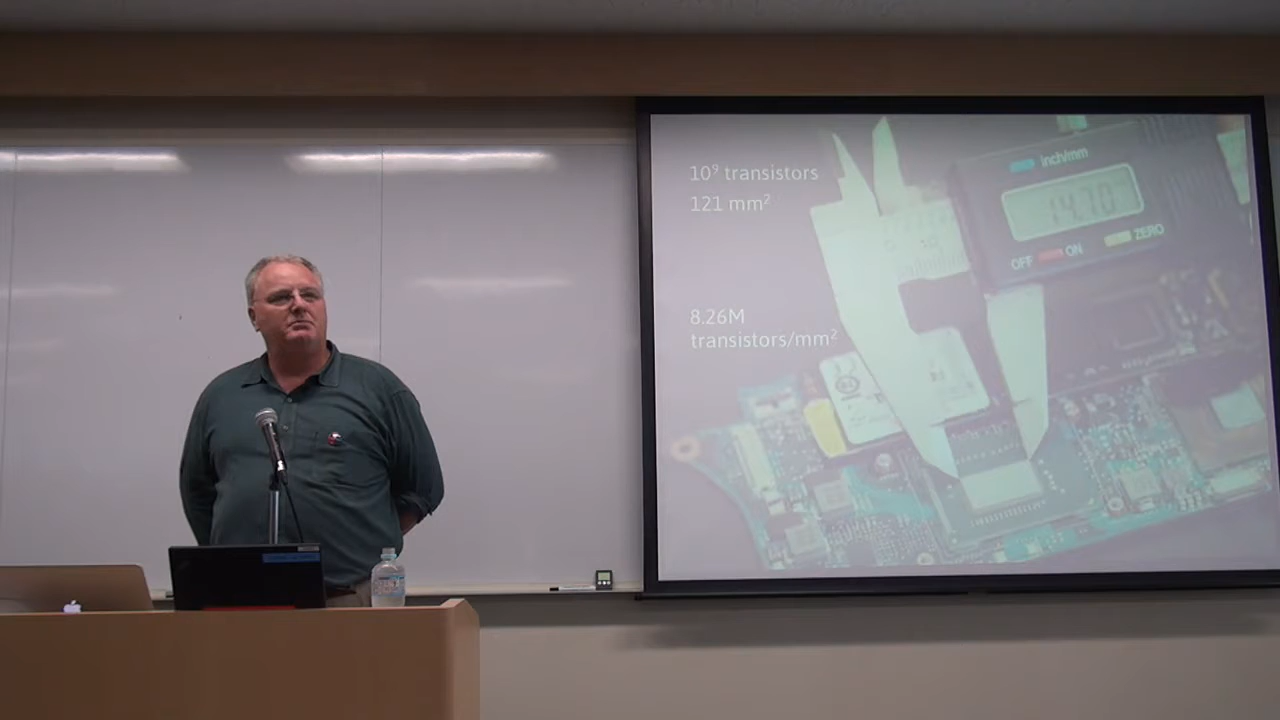 10⁹ transistors
121 mm²
8.26M
transistors/mm²
inch/mm
14.70
OFF ON ZERO